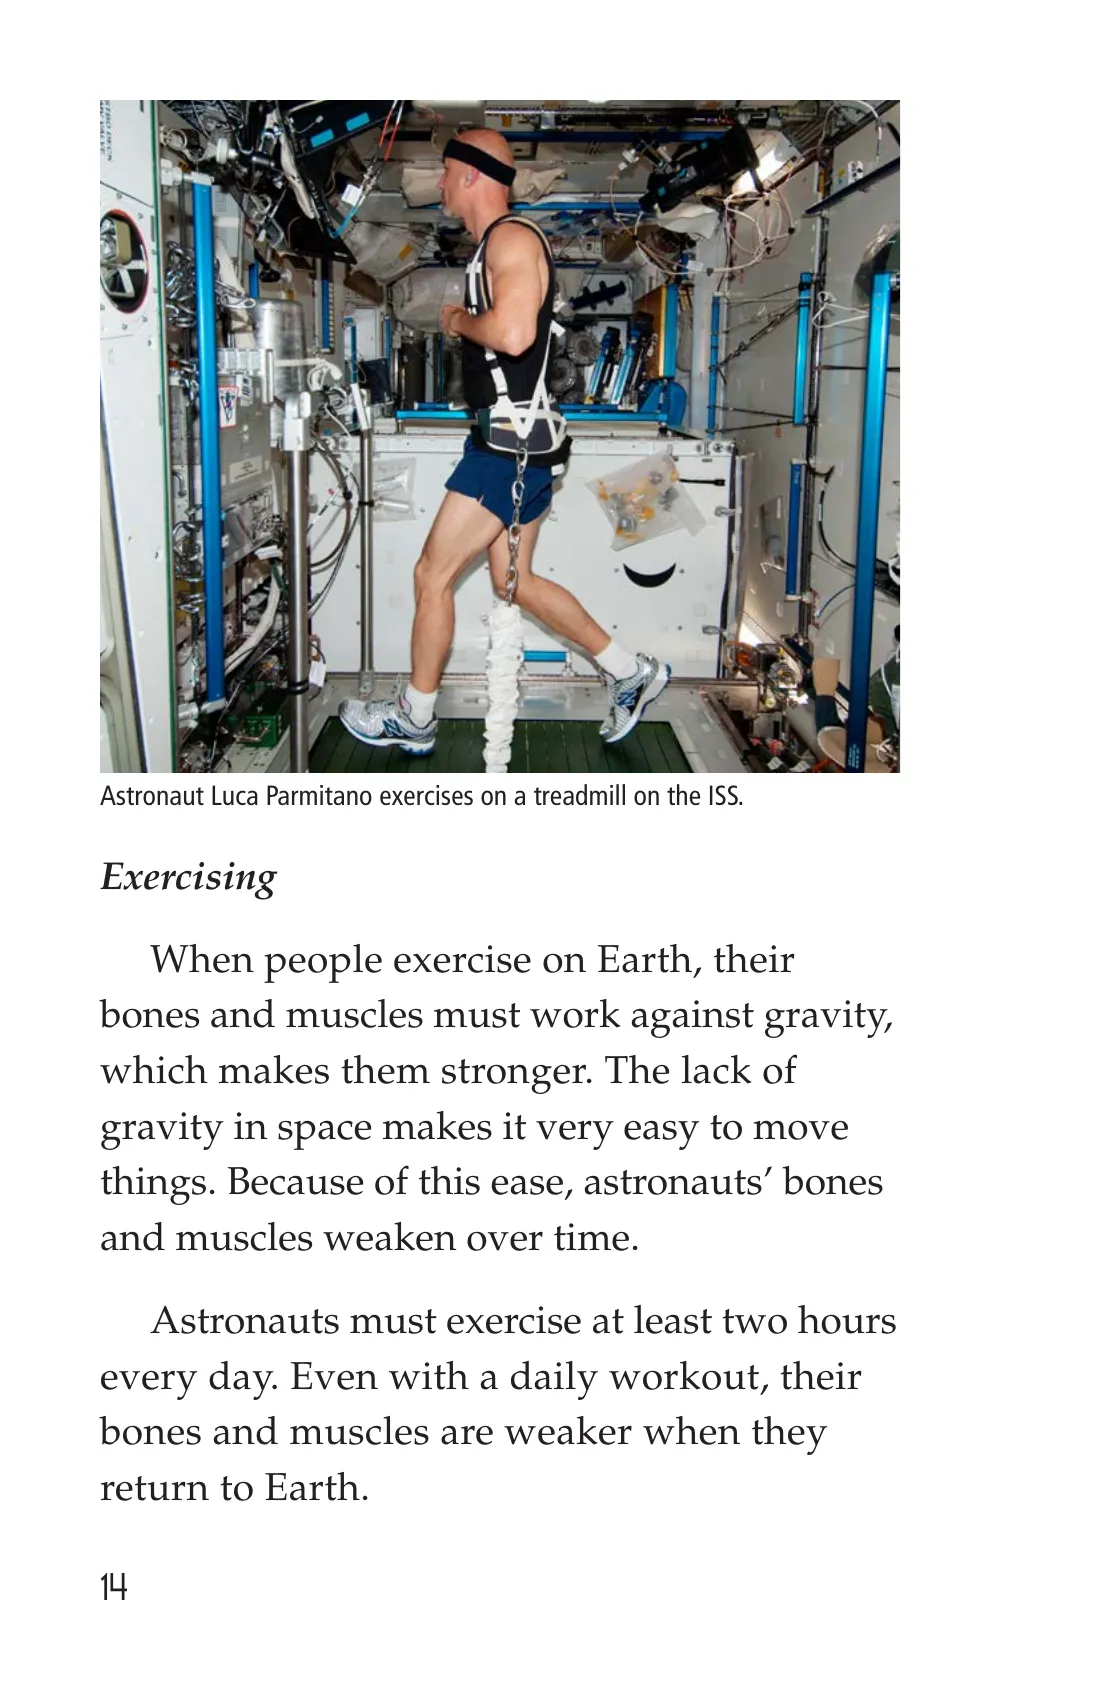 Astronaut Luca Parmitano exercises on a treadmill on the ISS.
Exercising
When people exercise on Earth, their
bones and muscles must work against gravity,
which makes them stronger. The lack of
gravity in space makes it very easy to move
things. Because of this ease, astronauts’ bones
and muscles weaken over time.
Astronauts must exercise at least two hours
every day. Even with a daily workout, their
bones and muscles are weaker when they
return to Earth.
14